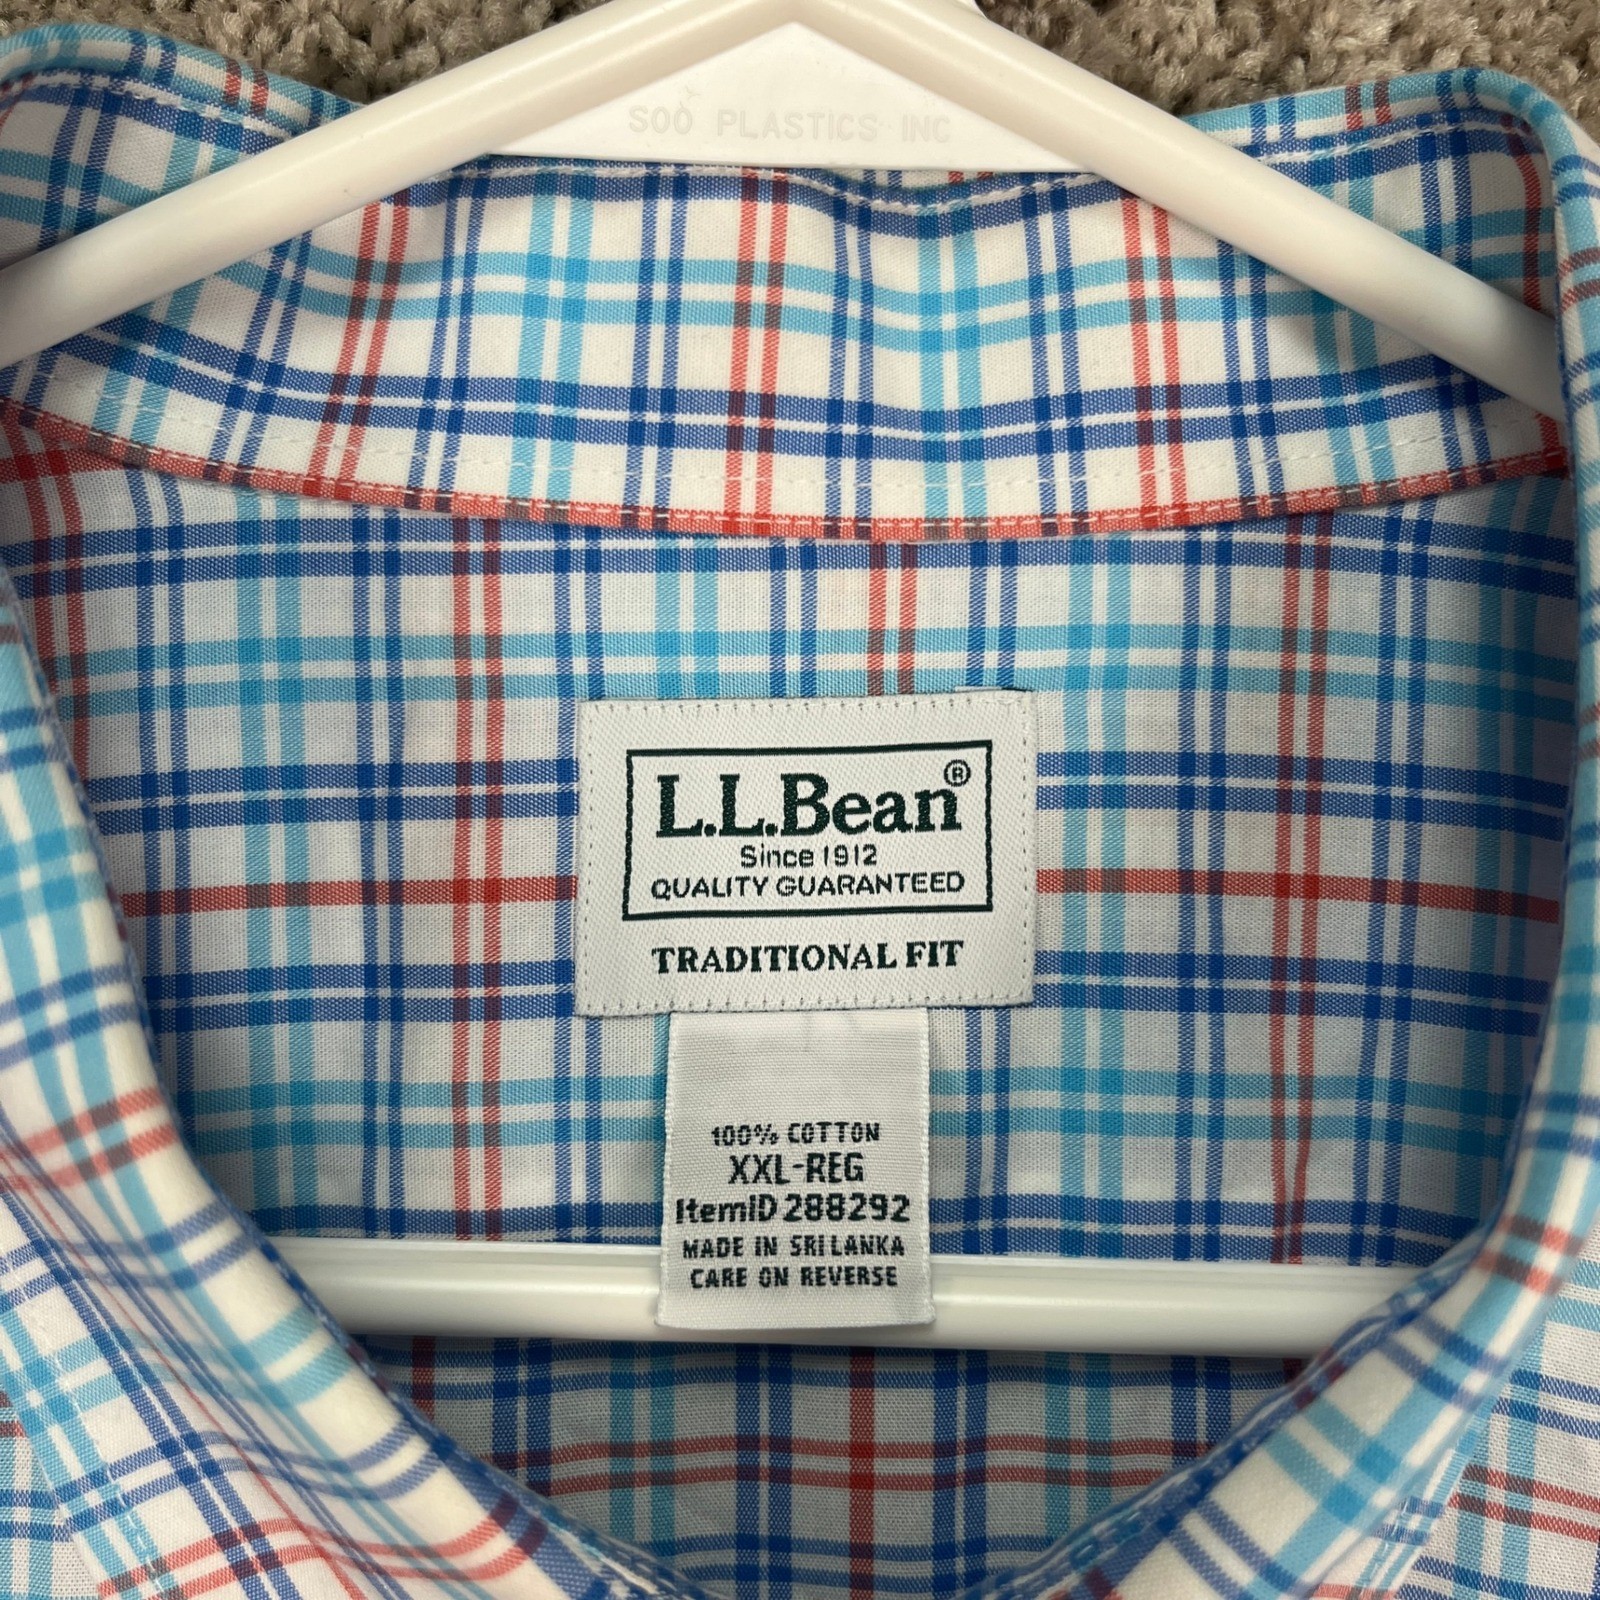 SOO PLASTICS INC
L.L.Bean®
Since 1912
QUALITY GUARANTEED
TRADITIONAL FIT
100% COTTON
XXL-REG
ItemID 288292
MADE IN SRI LANKA
CARE ON REVERSE